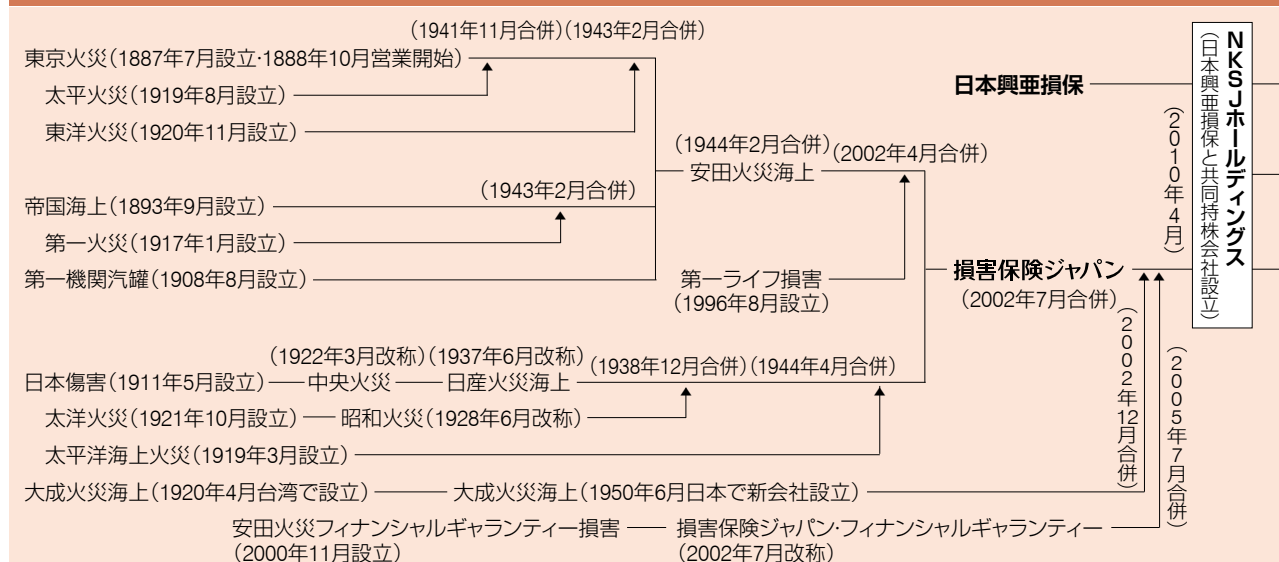 (1941年11月合併)(1943年2月合併)
東京火災(1887年7月設立·1888年10月営業開始)
太平火災(1919年8月設立)
東洋火災(1920年11月設立)
(1944年2月合併)
安田火災海上
(2002年4月合併)
(1943年2月合併)
帝国海上(1893年9月設立)
第一火災(1917年1月設立)
第一機関汽罐(1908年8月設立)
第一ライフ損害
(1996年8月設立)
日本興亜損保
損害保険ジャパン
(2002年7月合併)
(2010年4月)
NKSJホールディングス
(日本興亜損保と共同持株会社設立)
(1922年3月改称)(1937年6月改称)
(1938年12月合併)(1944年4月合併)
日本傷害(1911年5月設立)
中央火災
日産火災海上
太洋火災(1921年10月設立)
昭和火災(1928年6月改称)
太平洋海上火災(1919年3月設立)
大成火災海上(1920年4月台湾で設立)
大成火災海上(1950年6月日本で新会社設立)
(2002年12月合併)
(2005年7月合併)
安田火災フィナンシャルギャランティー損害
(2000年11月設立)
損害保険ジャパン·フィナンシャルギャランティー
(2002年7月改称)